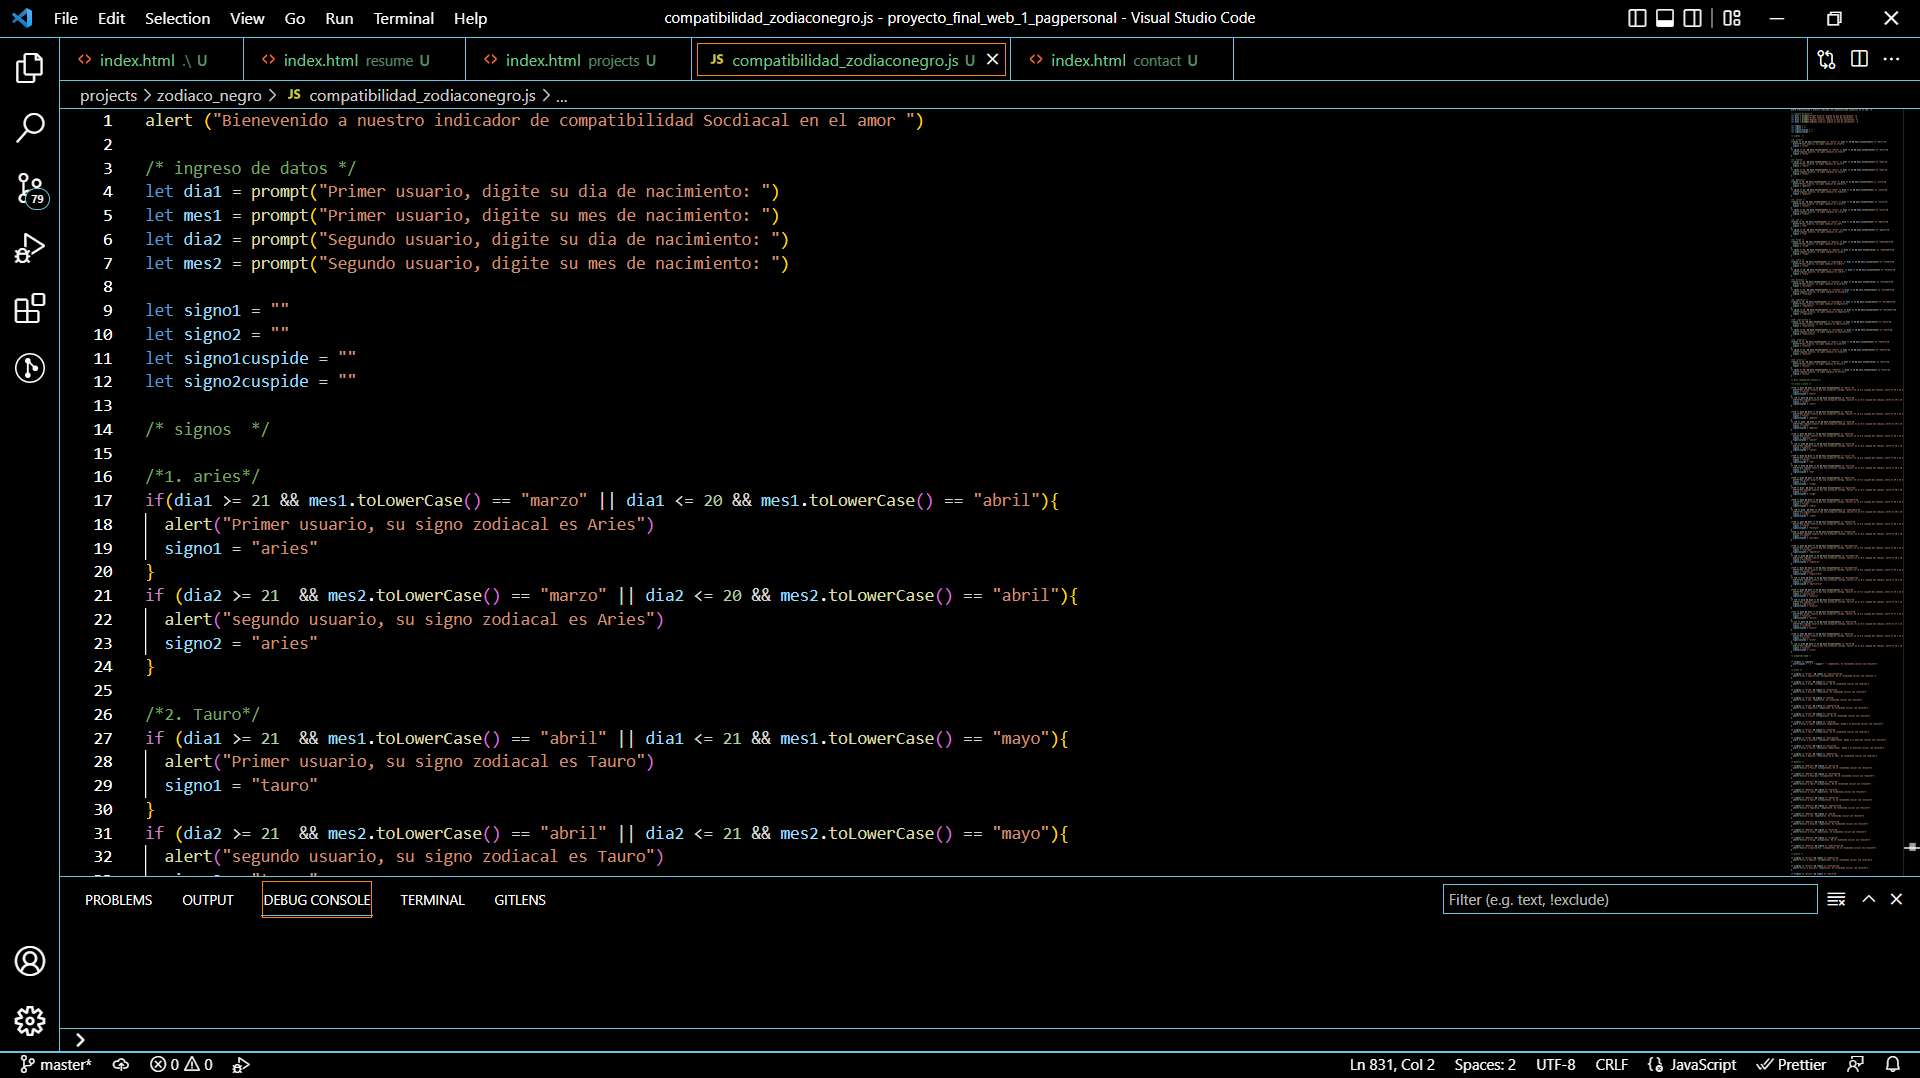 File Edit Selection View Go Run Terminal Help compatibilidad_zodiaconegro.js - proyecto_final_web_1_pagpersonal - Visual Studio Code
<> index.html .\ U <> index.html resume U <> index.html projects U JS compatibilidad_zodiaconegro.js U <> index.html contact U
projects > zodiaco_negro > JS compatibilidad_zodiaconegro.js > ...
1 alert ("Bienevenido a nuestro indicador de compatibilidad Socdiacal en el amor ")
2
3 /* ingreso de datos */
4 let dia1 = prompt("Primer usuario, digite su dia de nacimiento: ")
5 let mes1 = prompt("Primer usuario, digite su mes de nacimiento: ")
6 let dia2 = prompt("Segundo usuario, digite su dia de nacimiento: ")
7 let mes2 = prompt("Segundo usuario, digite su mes de nacimiento: ")
8
9 let signo1 = ""
10 let signo2 = ""
11 let signo1cuspide = ""
12 let signo2cuspide = ""
13
14 /* signos  */
15
16 /*1. aries*/
17 if(dia1 >= 21 && mes1.toLowerCase() == "marzo" || dia1 <= 20 && mes1.toLowerCase() == "abril"){
18   alert("Primer usuario, su signo zodiacal es Aries")
19   signo1 = "aries"
20 }
21 if (dia2 >= 21  && mes2.toLowerCase() == "marzo" || dia2 <= 20 && mes2.toLowerCase() == "abril"){
22   alert("segundo usuario, su signo zodiacal es Aries")
23   signo2 = "aries"
24 }
25
26 /*2. Tauro*/
27 if (dia1 >= 21  && mes1.toLowerCase() == "abril" || dia1 <= 21 && mes1.toLowerCase() == "mayo"){
28   alert("Primer usuario, su signo zodiacal es Tauro")
29   signo1 = "tauro"
30 }
31 if (dia2 >= 21  && mes2.toLowerCase() == "abril" || dia2 <= 21 && mes2.toLowerCase() == "mayo"){
32   alert("segundo usuario, su signo zodiacal es Tauro")
79
PROBLEMS OUTPUT DEBUG CONSOLE TERMINAL GITLENS Filter (e.g. text, !exclude)
master* 0 0 Ln 831, Col 2 Spaces: 2 UTF-8 CRLF JavaScript Prettier